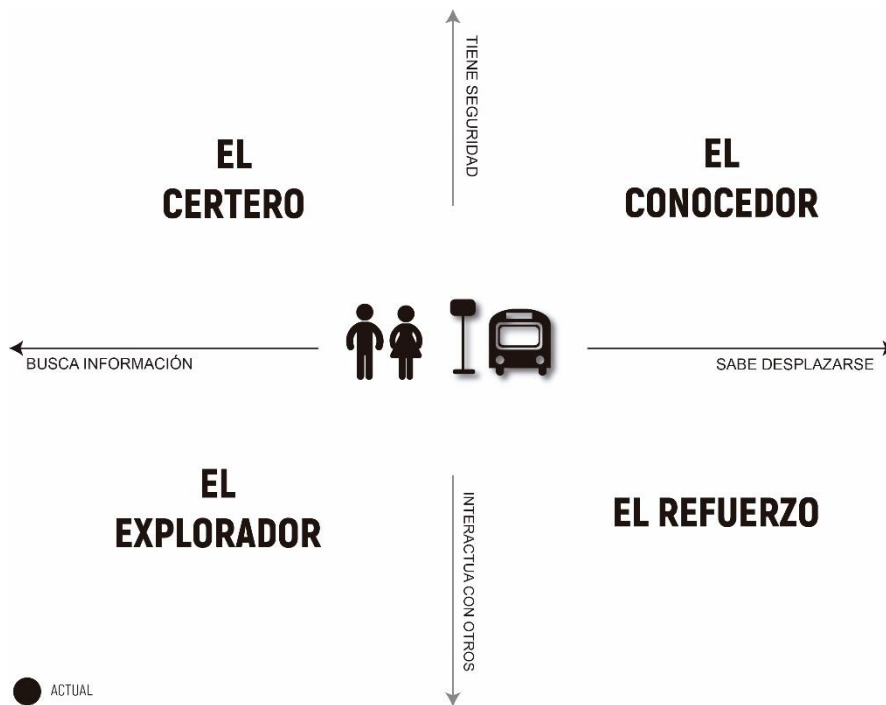 TIENE SEGURIDAD
EL
CERTERO
EL
CONOCEDOR
BUSCA INFORMACIÓN
SABE DESPLAZARSE
EL
EXPLORADOR
EL REFUERZO
INTERACTUA CON OTROS
ACTUAL